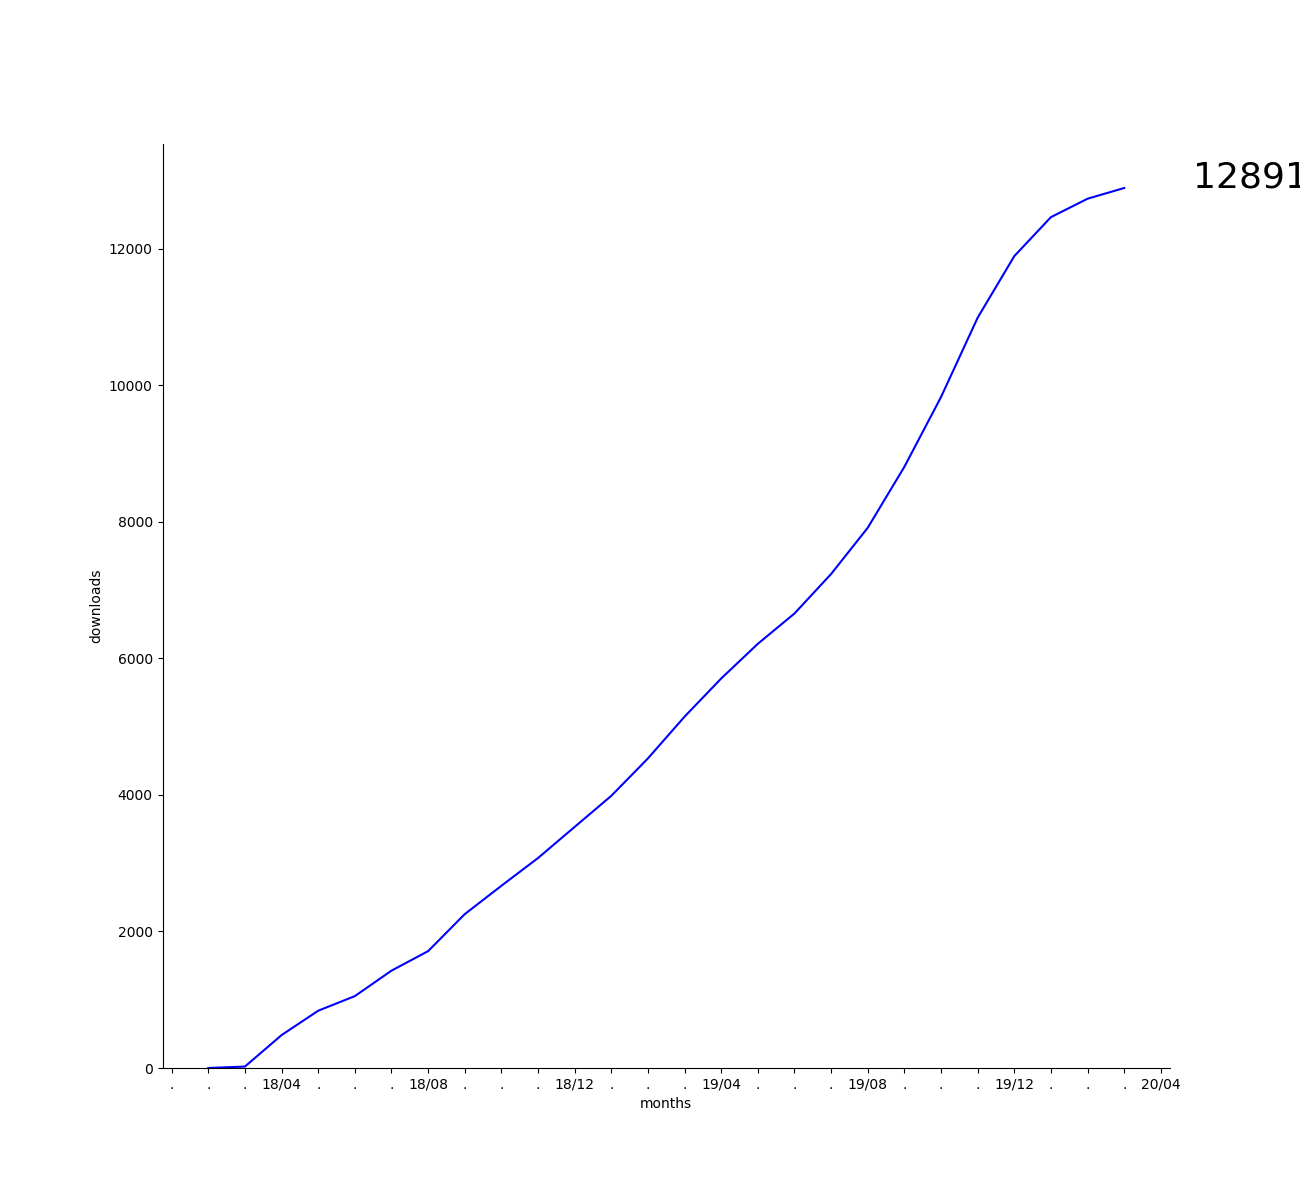 12891
12000
10000
8000
6000
4000
2000
0
downloads
. . . 18/04 . . . 18/08 . . . 18/12 . . . 19/04 . . . 19/08 . . . 19/12 . . . 20/04
months